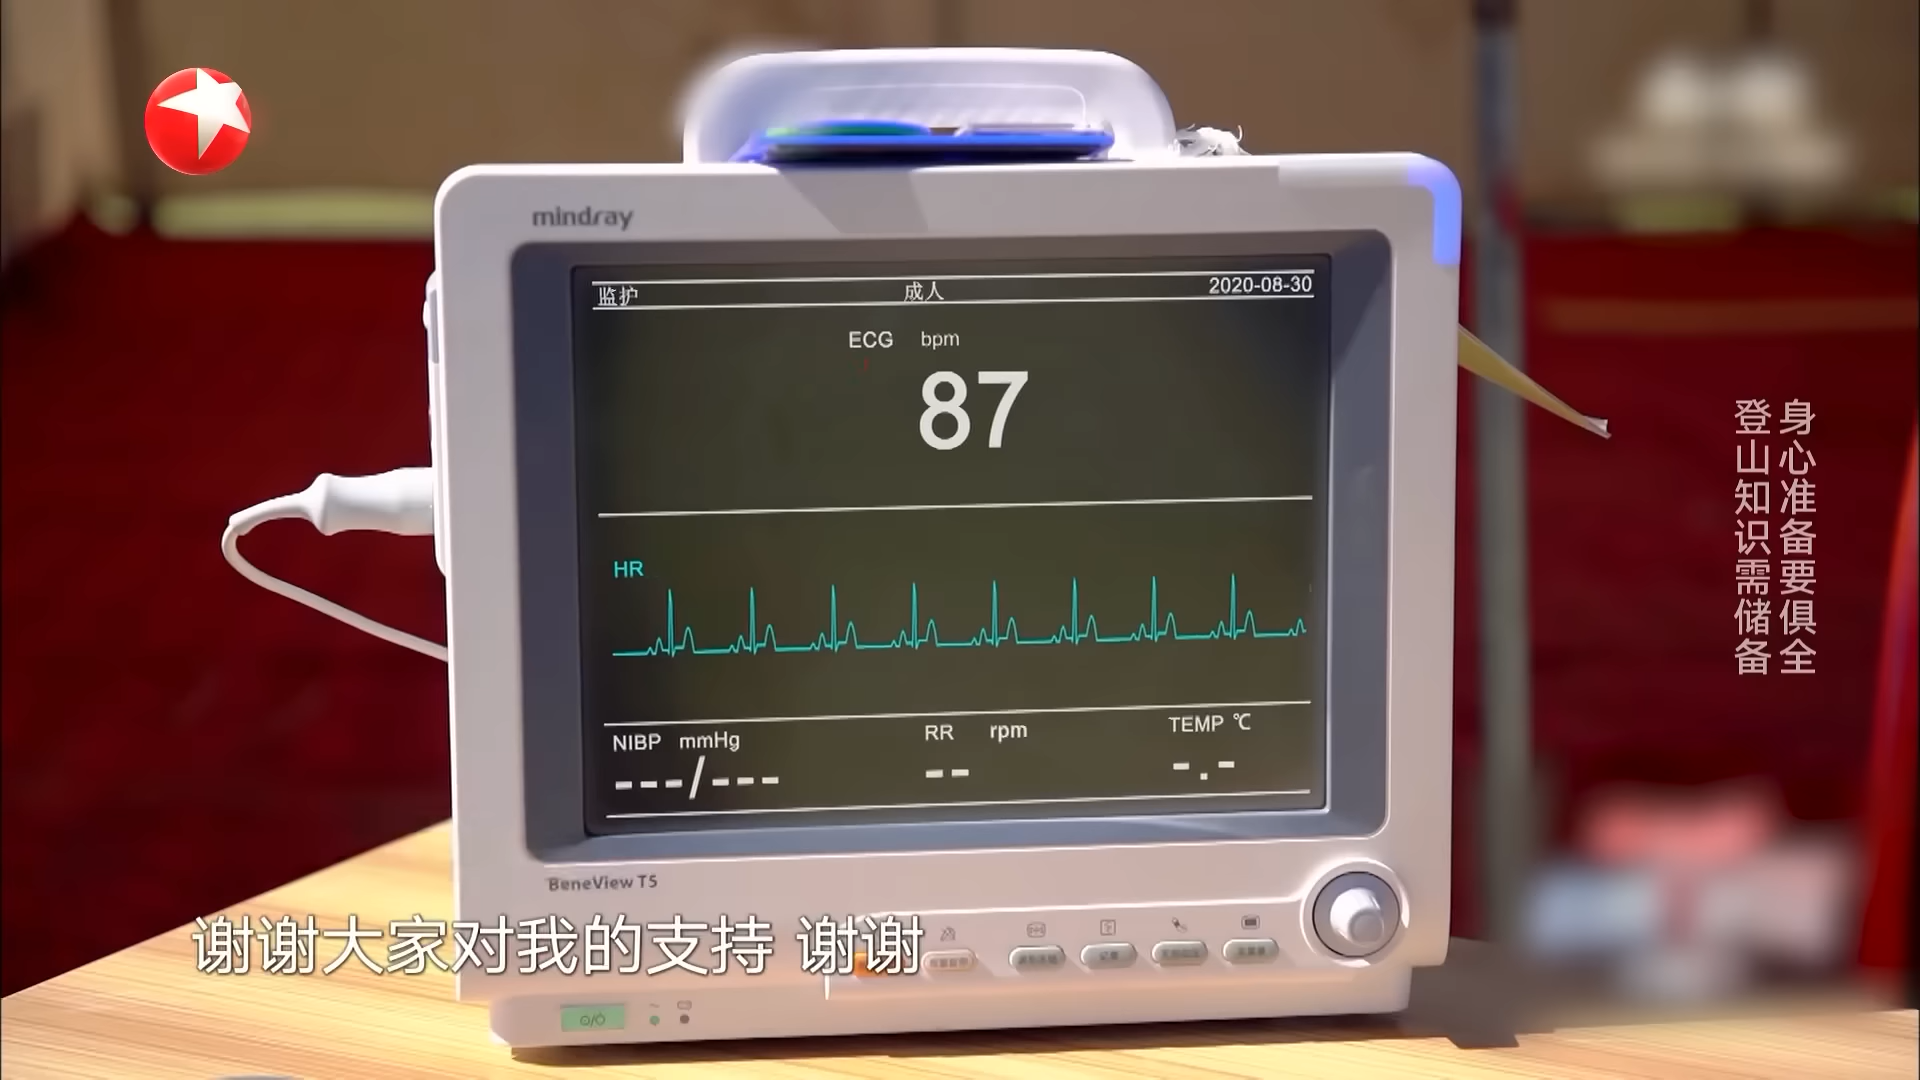 mindray
监护 成人 2020-08-30
ECG bpm
87
HR
NIBP mmHg RR rpm TEMP ℃
---/--- -- -.-
BeneView T5
身心准备要俱全
登山知识需储备
谢谢大家对我的支持 谢谢